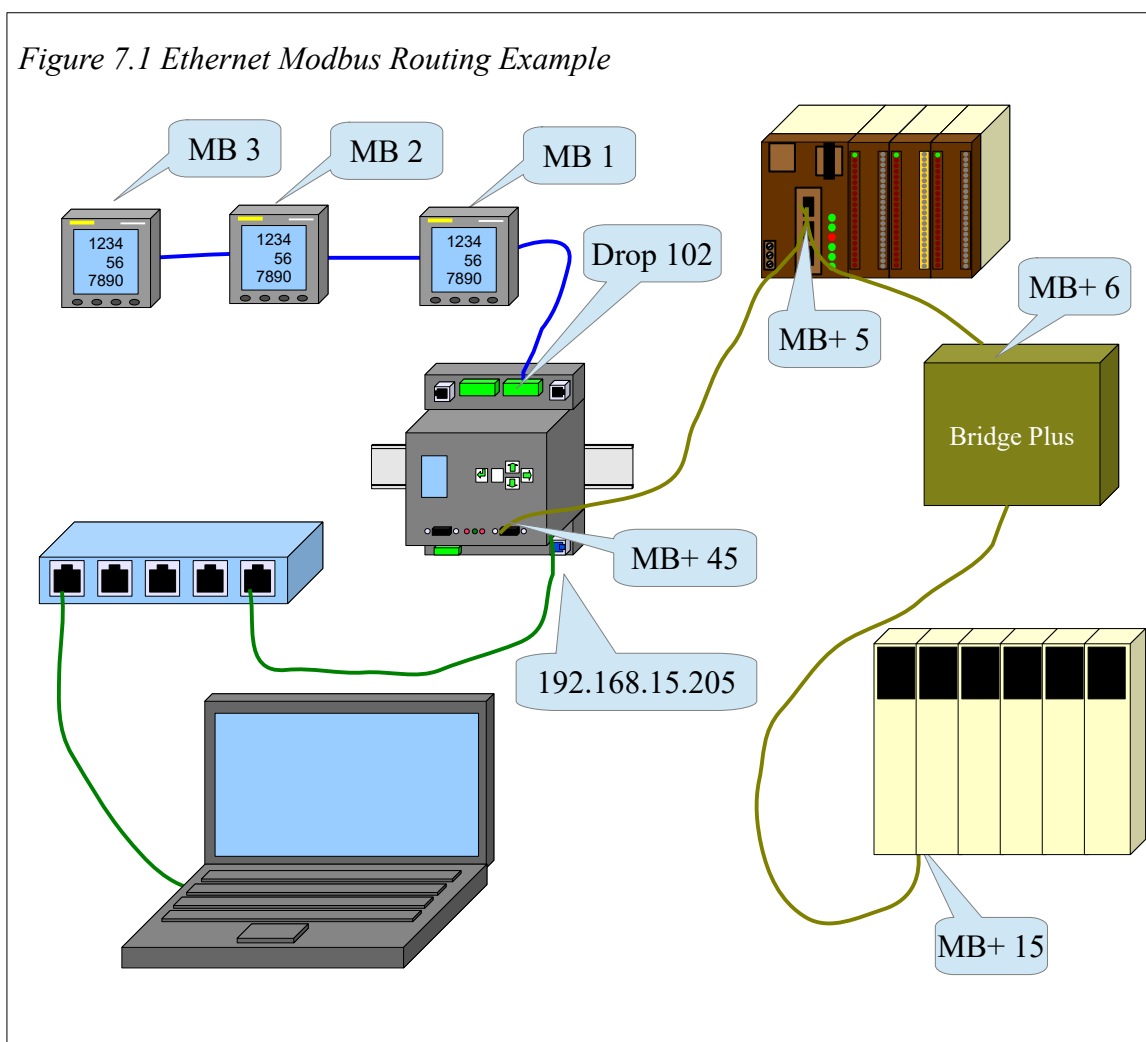 Figure 7.1 Ethernet Modbus Routing Example
MB 3
MB 2
MB 1
1234
56
7890
1234
56
7890
1234
56
7890
Drop 102
MB+ 5
MB+ 6
Bridge Plus
MB+ 45
192.168.15.205
MB+ 15